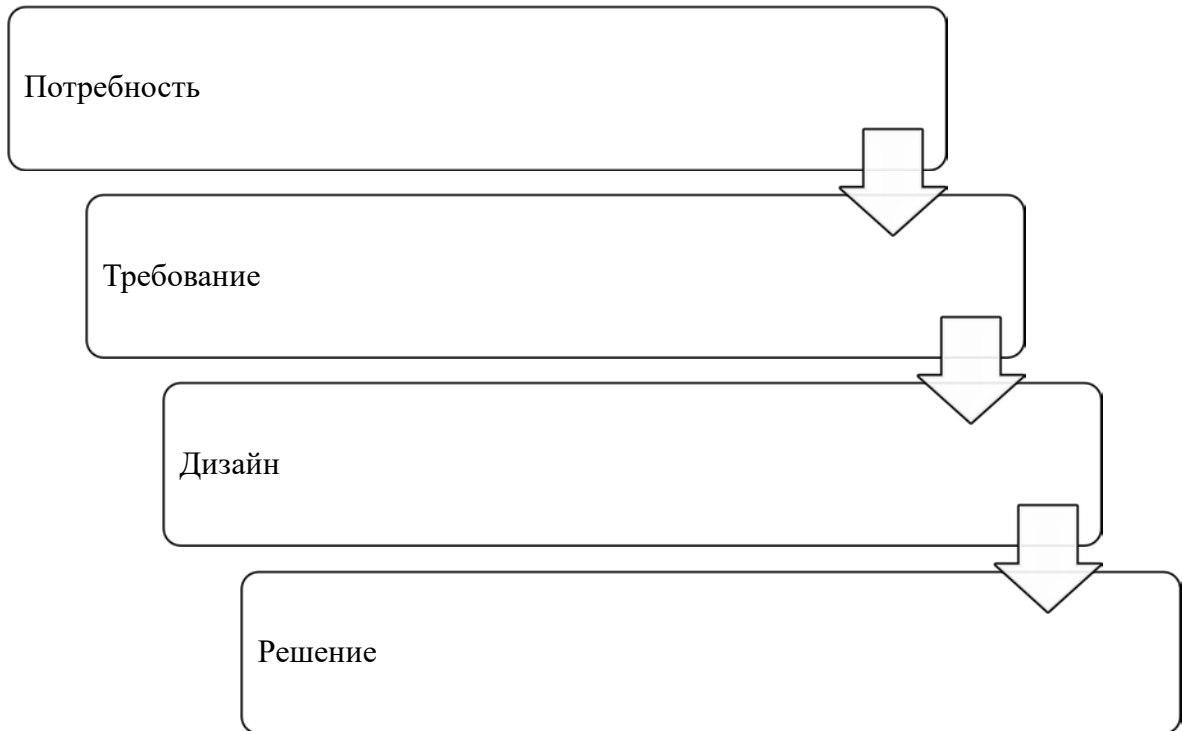 Потребность
Требование
Дизайн
Решение